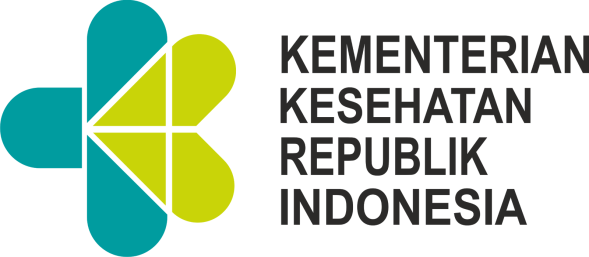 KEMENTERIAN
KESEHATAN
REPUBLIK
INDONESIA